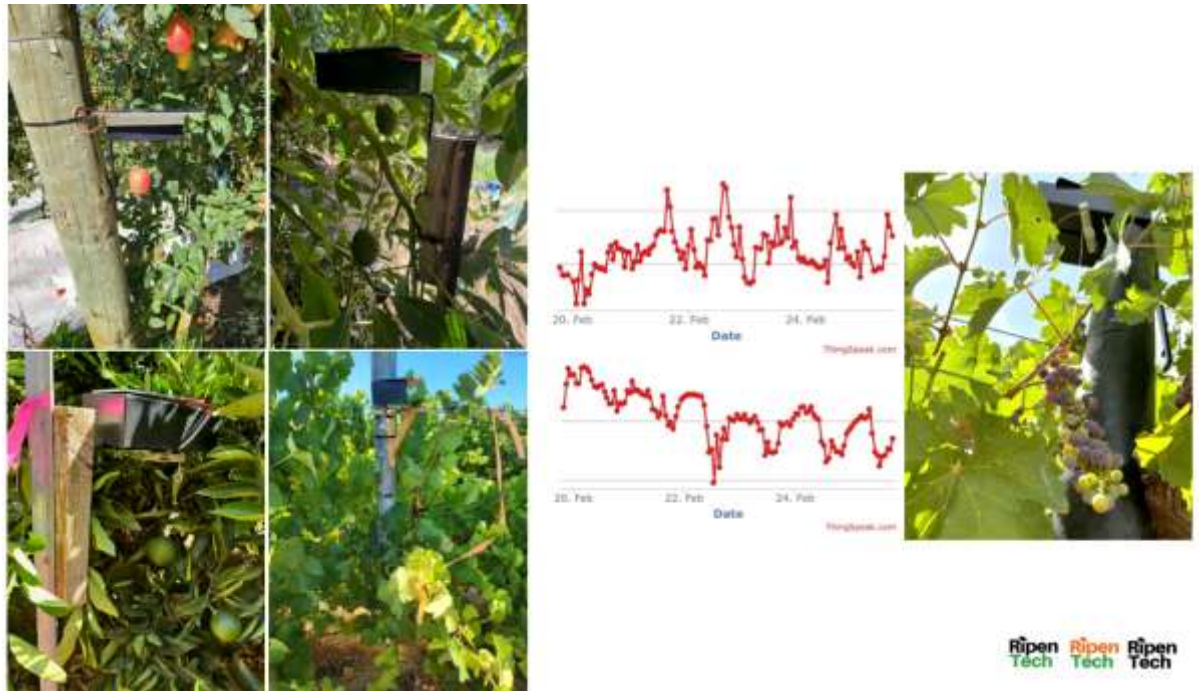 20. Feb 22. Feb 24. Feb
Date
ThingSpeak.com
20. Feb 22. Feb 24. Feb
Date
ThingSpeak.com
Ripen Ripen Ripen
Tech Tech Tech